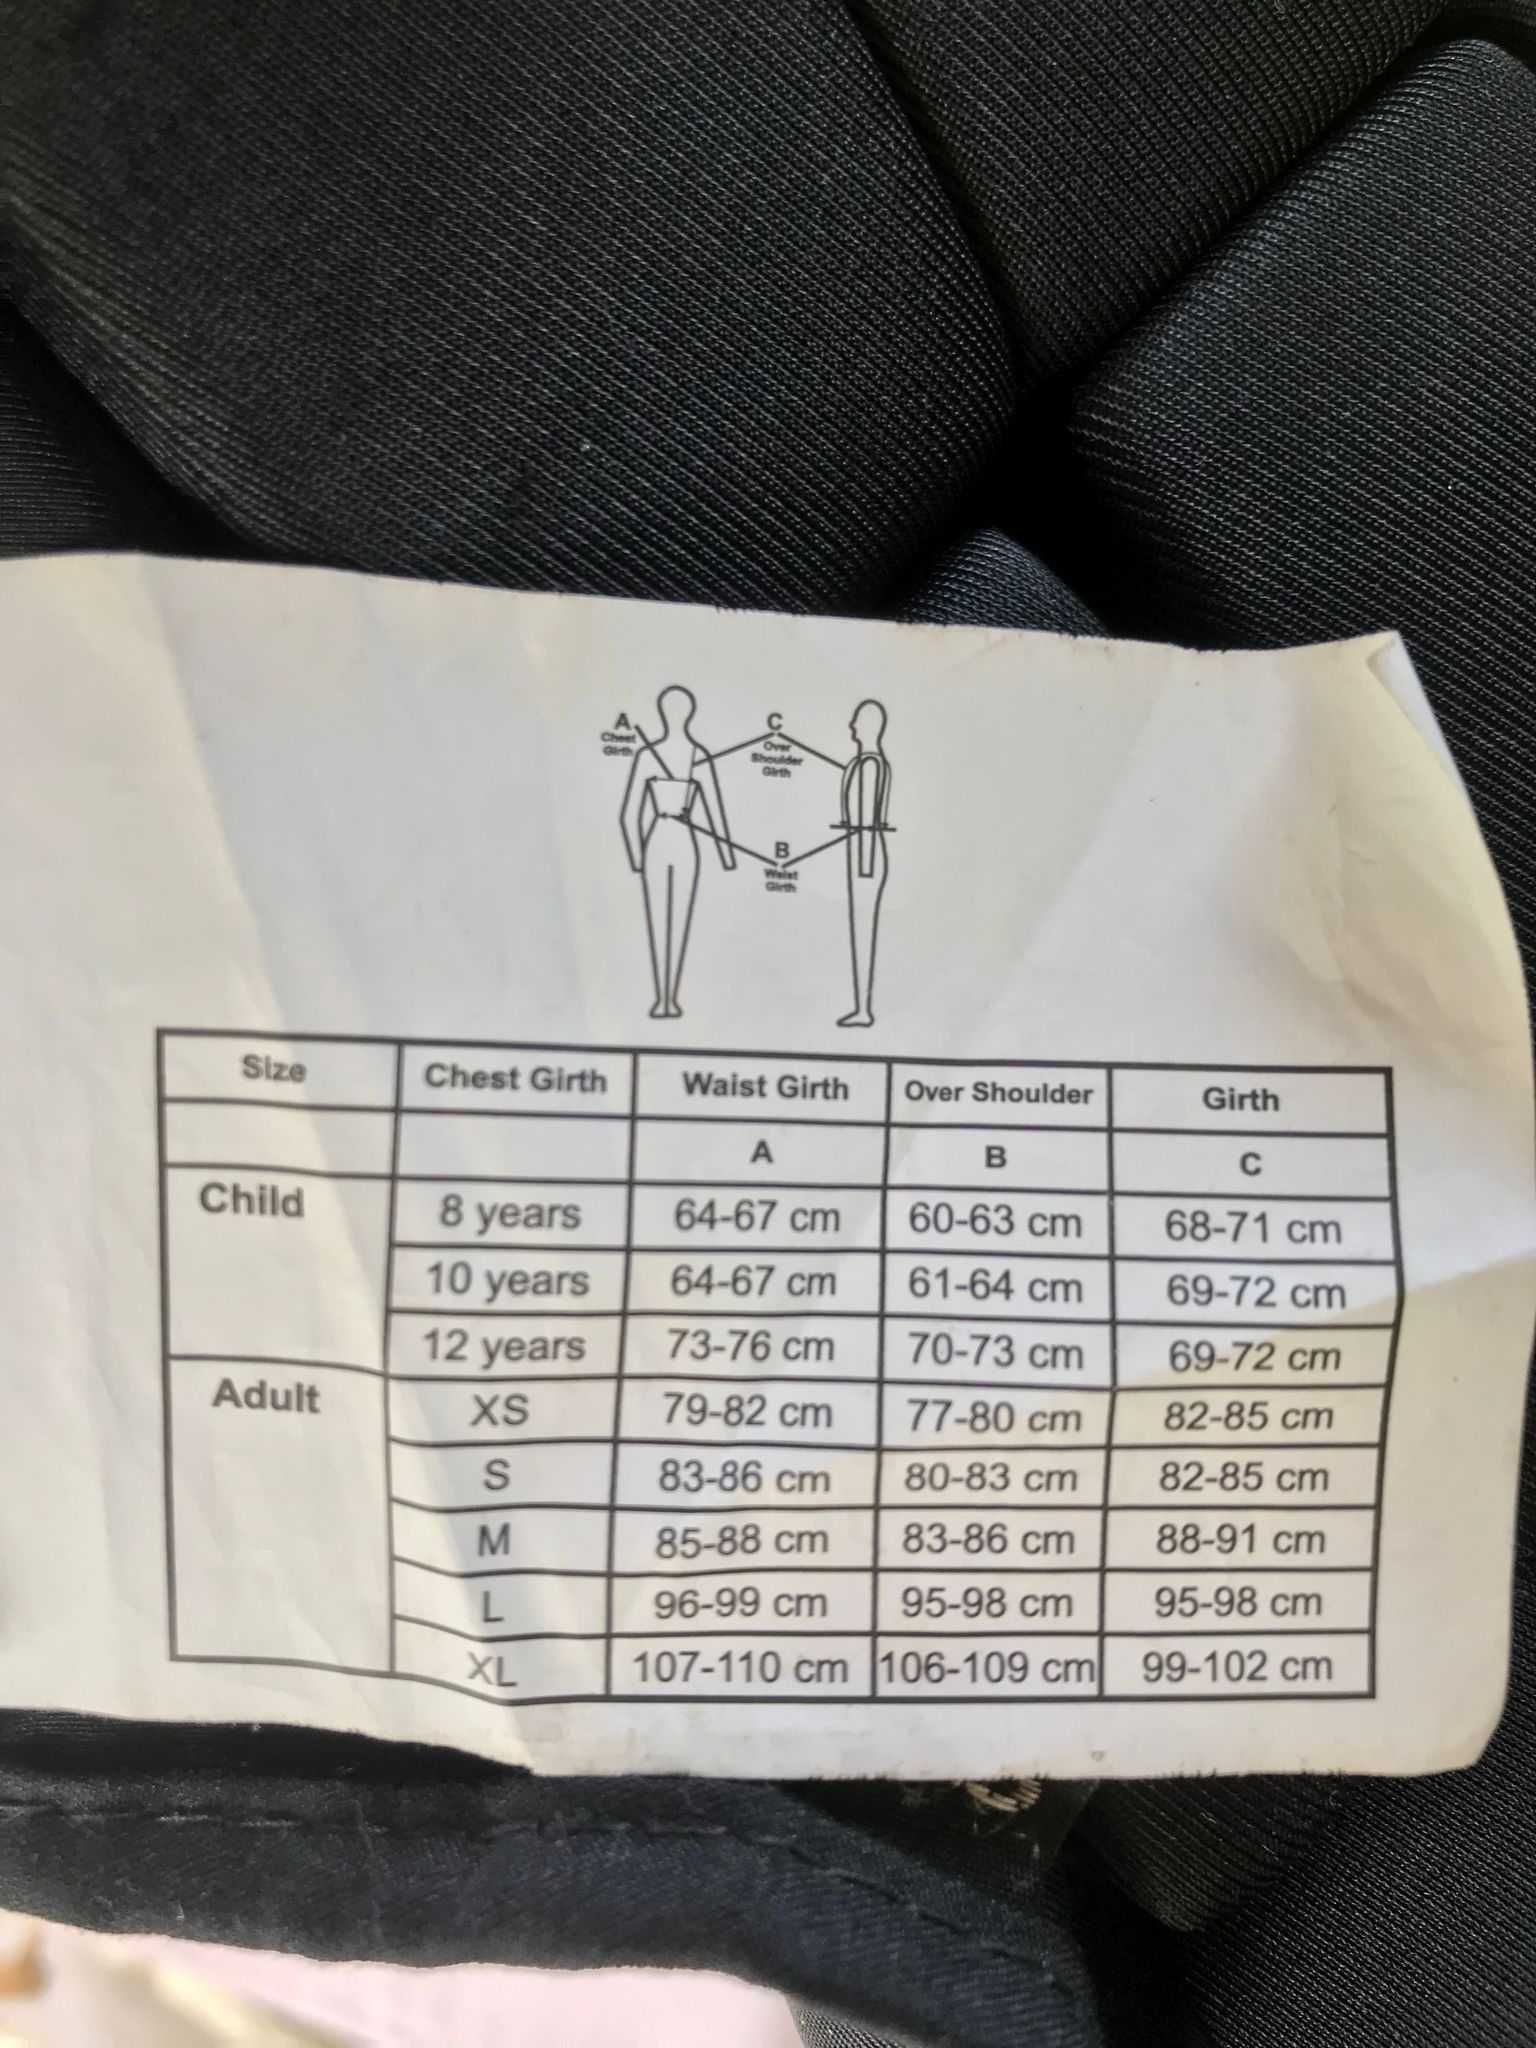 A
Chest
Girth
C
Over
Shoulder
Girth
B
Waist
Girth
Size Chest Girth Waist Girth Over Shoulder Girth
A B C
Child 8 years 64-67 cm 60-63 cm 68-71 cm
10 years 64-67 cm 61-64 cm 69-72 cm
12 years 73-76 cm 70-73 cm 69-72 cm
Adult XS 79-82 cm 77-80 cm 82-85 cm
S 83-86 cm 80-83 cm 82-85 cm
M 85-88 cm 83-86 cm 88-91 cm
L 96-99 cm 95-98 cm 95-98 cm
XL 107-110 cm 106-109 cm 99-102 cm